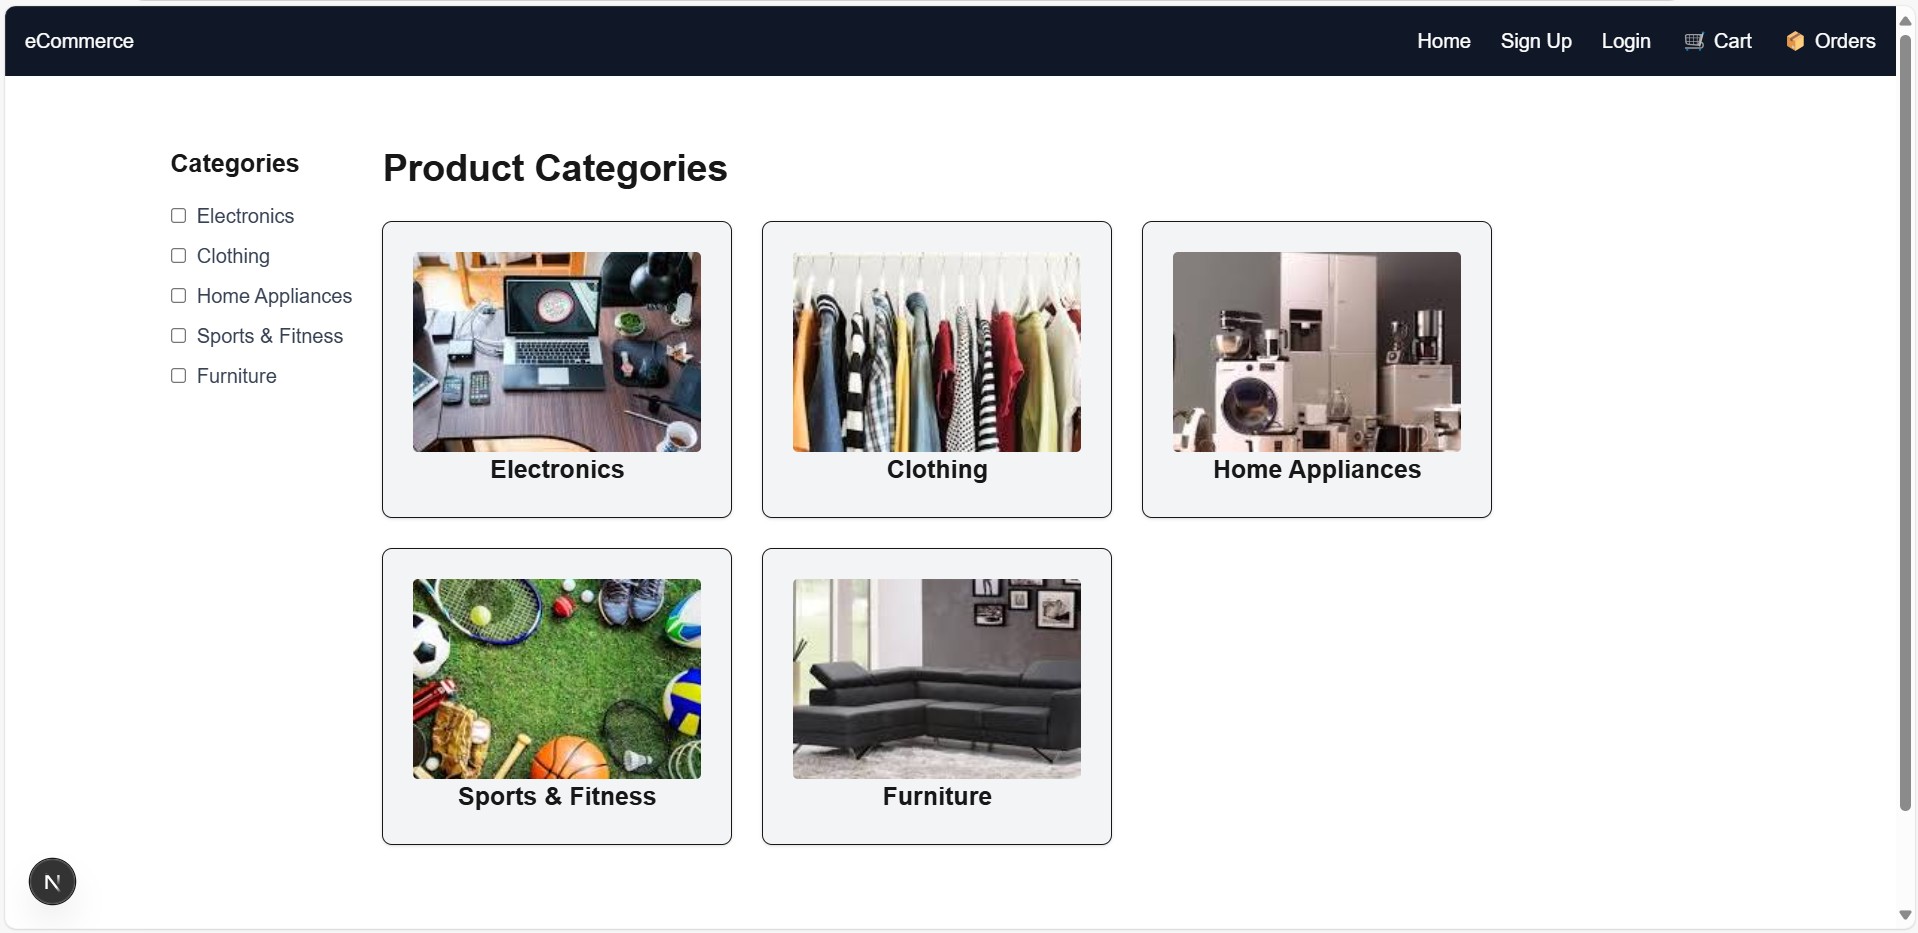 eCommerce
Home
Sign Up
Login
Cart
Orders
Categories
Electronics
Clothing
Home Appliances
Sports & Fitness
Furniture
Product Categories
Electronics
Clothing
Home Appliances
Sports & Fitness
Furniture
N